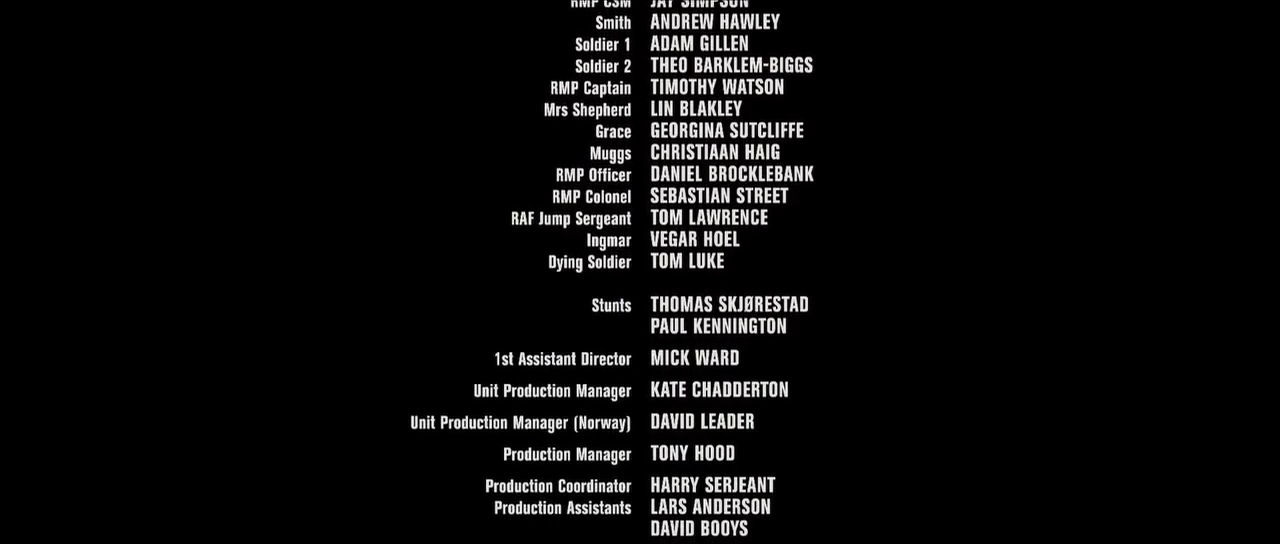 RMP CSM JAY SIMPSON
Smith ANDREW HAWLEY
Soldier 1 ADAM GILLEN
Soldier 2 THEO BARKLEM-BIGGS
RMP Captain TIMOTHY WATSON
Mrs Shepherd LIN BLAKLEY
Grace GEORGINA SUTCLIFFE
Muggs CHRISTIAAN HAIG
RMP Officer DANIEL BROCKLEBANK
RMP Colonel SEBASTIAN STREET
RAF Jump Sergeant TOM LAWRENCE
Ingmar VEGAR HOEL
Dying Soldier TOM LUKE
Stunts THOMAS SKJØRESTAD
PAUL KENNINGTON
1st Assistant Director MICK WARD
Unit Production Manager KATE CHADDERTON
Unit Production Manager (Norway) DAVID LEADER
Production Manager TONY HOOD
Production Coordinator HARRY SERJEANT
Production Assistants LARS ANDERSON
DAVID BOOYS